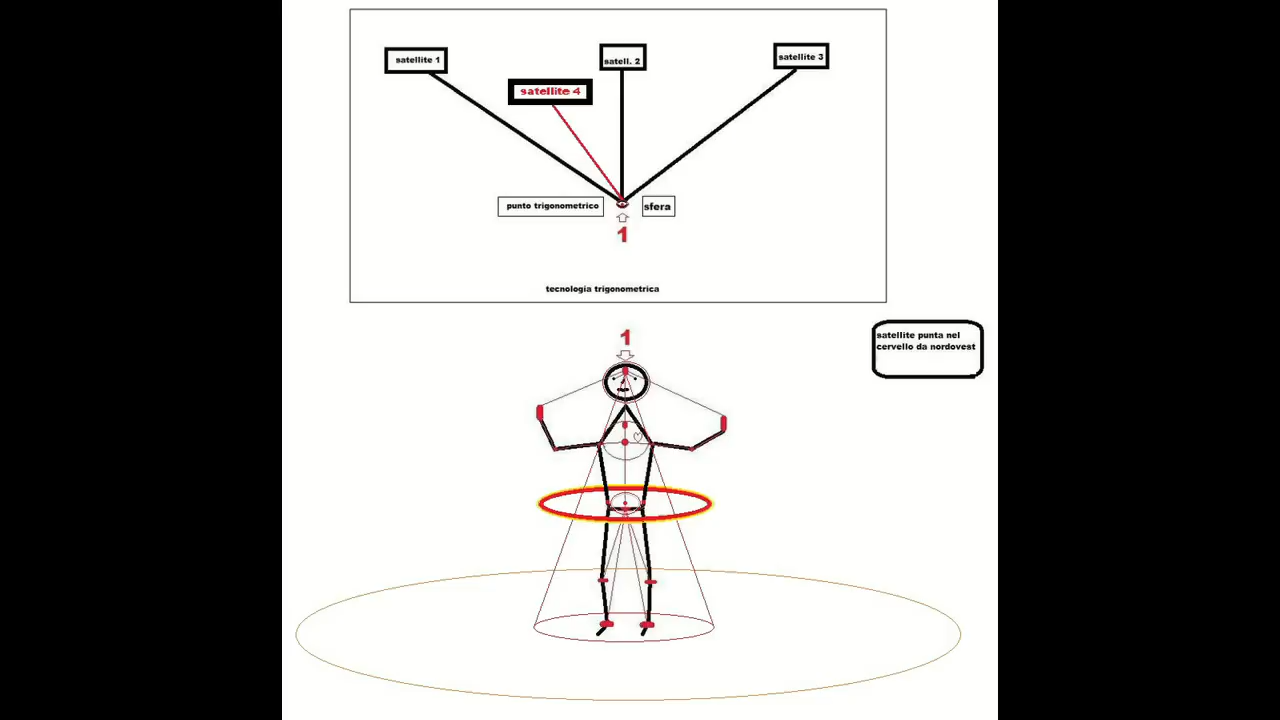 satellite 1
satell. 2
satellite 3
satellite 4
punto trigonometrico
sfera
1
tecnologia trigonometrica
1
satellite punta nel
cervello da nordovest